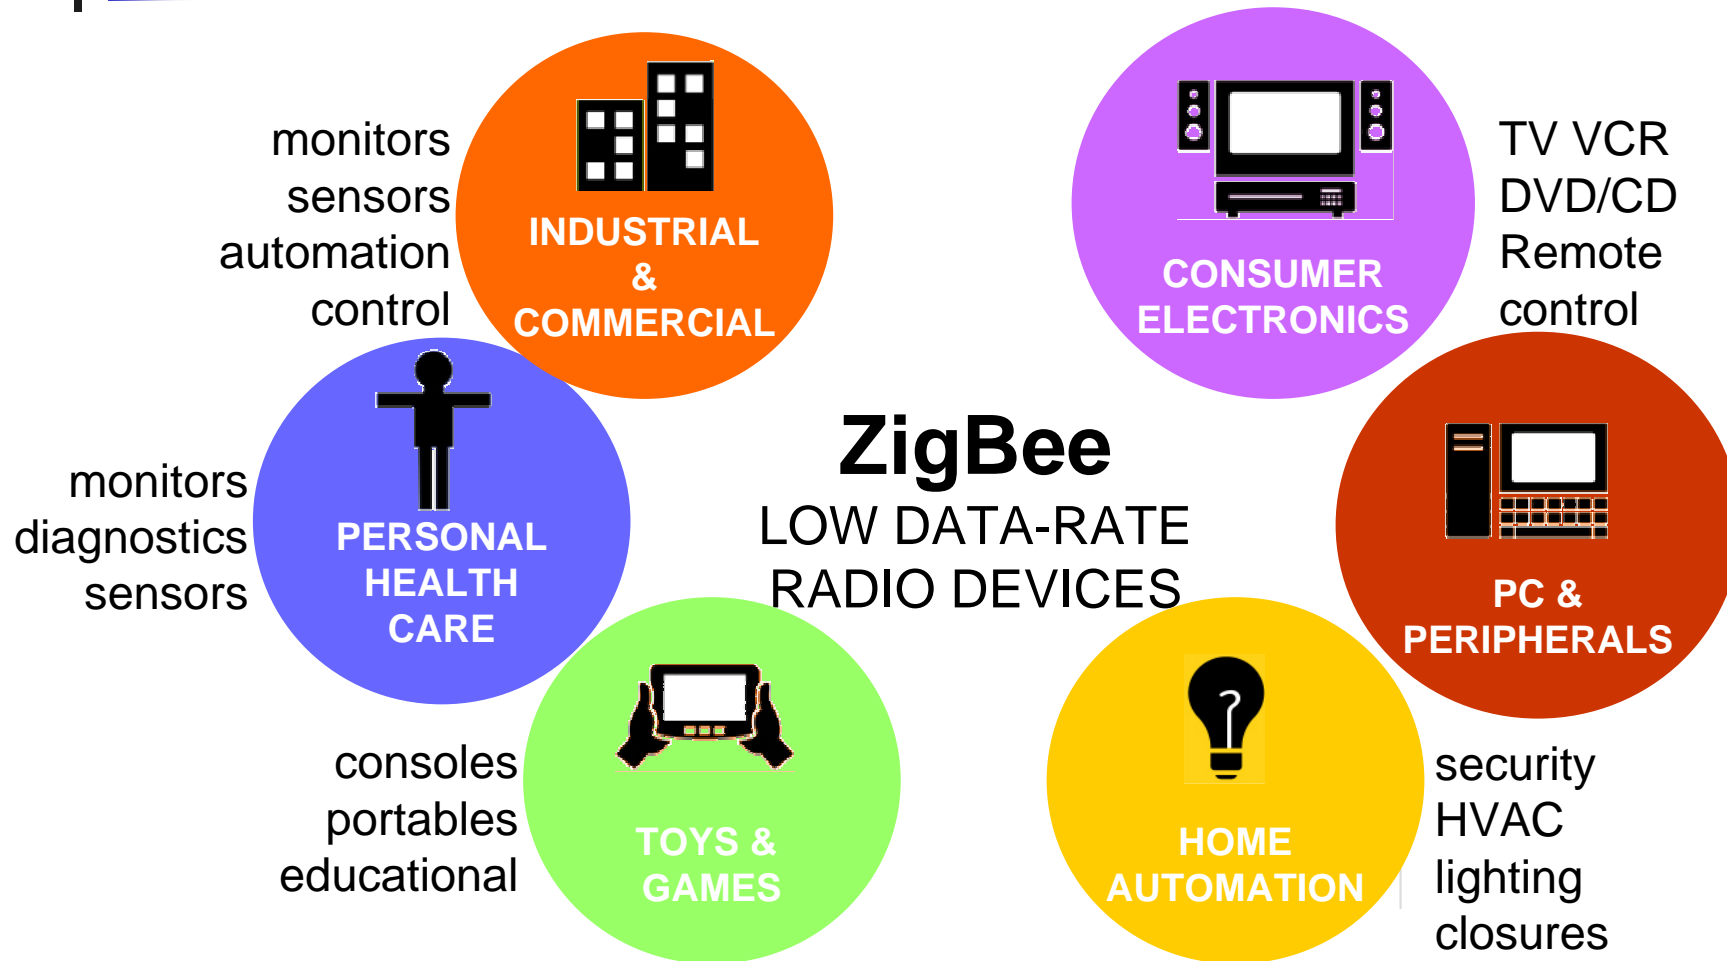 monitors
sensors
automation
control
INDUSTRIAL
&
COMMERCIAL
CONSUMER
ELECTRONICS
TV VCR
DVD/CD
Remote
control
monitors
diagnostics
sensors
PERSONAL
HEALTH
CARE
ZigBee
LOW DATA-RATE
RADIO DEVICES
PC &
PERIPHERALS
consoles
portables
educational
TOYS &
GAMES
?
HOME
AUTOMATION
security
HVAC
lighting
closures